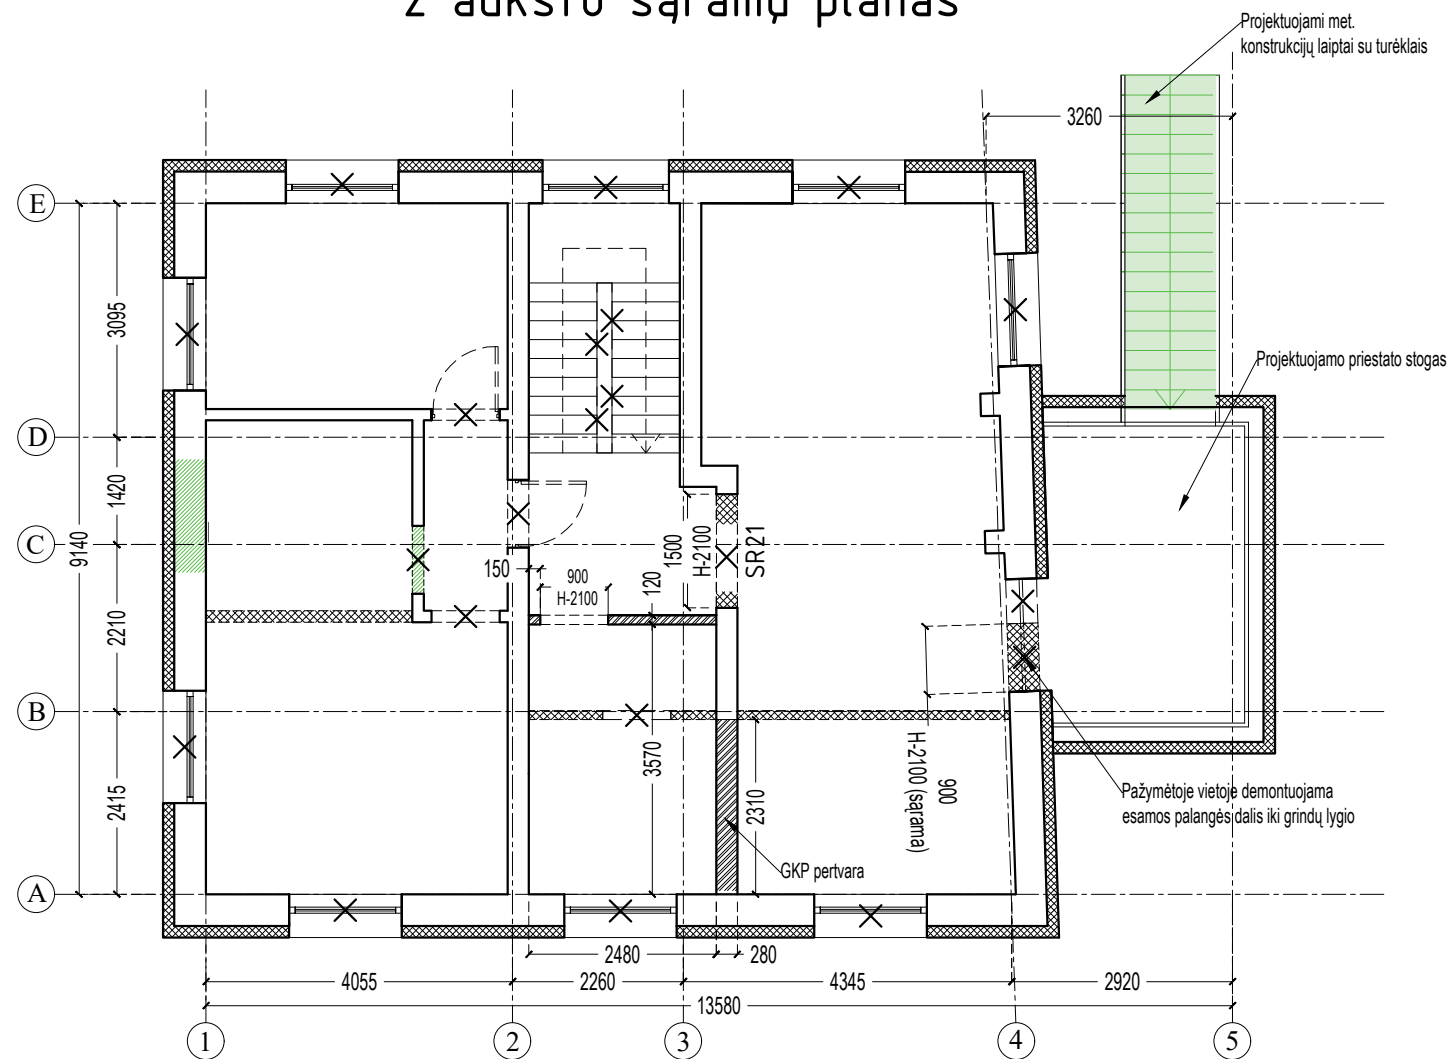 2 aukšto sąramų planas
Projektuojami met.
konstrukcijų laiptai su turėklais
3260
E
3095
Projektuojamo priestato stogas
D
1420
9140
C
1500
H-2100
SR21
150
900
H-2100
120
2210
B
3570
2310
H-2100 (sąrama)
900
2415
Pažymėtoje vietoje demontuojama
esamos palangės dalis iki grindų lygio
GKP pertvara
A
2480
280
4055
2260
4345
2920
13580
1
2
3
4
5